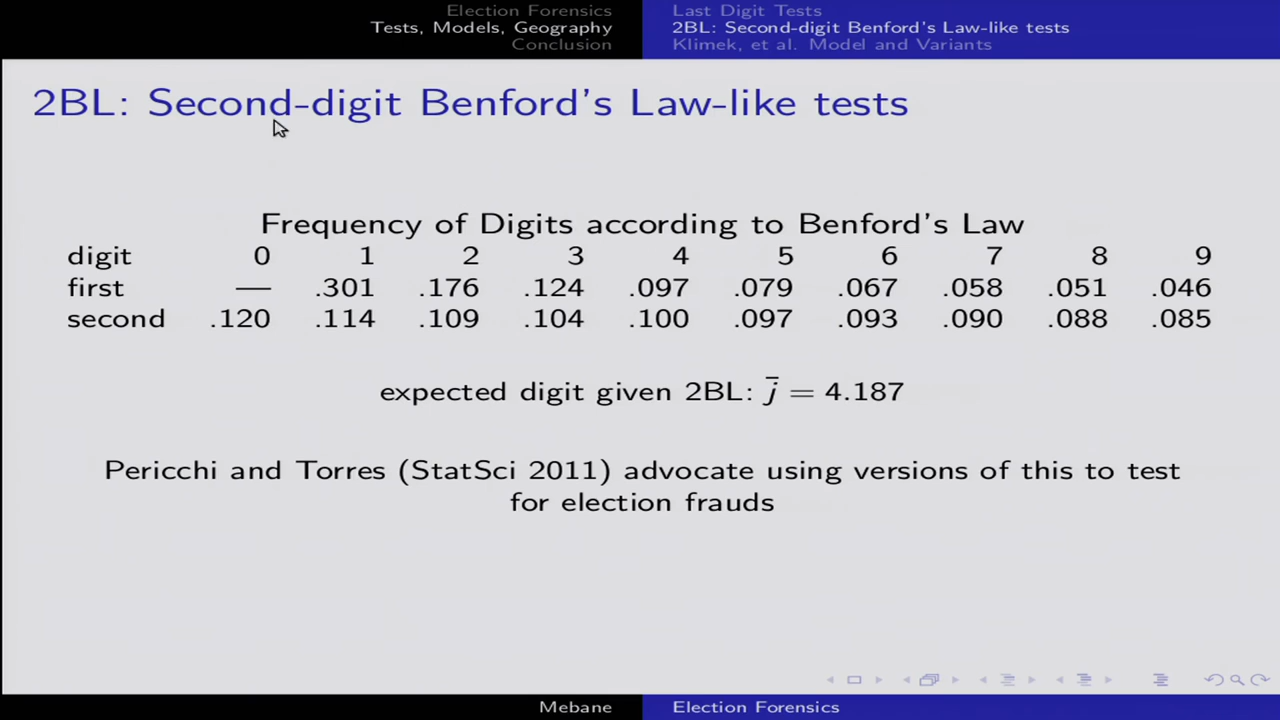 Election Forensics
Tests, Models, Geography
Conclusion
Last Digit Tests
2BL: Second-digit Benford's Law-like tests
Klimek, et al. Model and Variants
2BL: Second-digit Benford's Law-like tests
Frequency of Digits according to Benford's Law
digit 0 1 2 3 4 5 6 7 8 9
first — .301 .176 .124 .097 .079 .067 .058 .051 .046
second .120 .114 .109 .104 .100 .097 .093 .090 .088 .085
expected digit given 2BL: j̄ = 4.187
Pericchi and Torres (StatSci 2011) advocate using versions of this to test
for election frauds
Mebane
Election Forensics